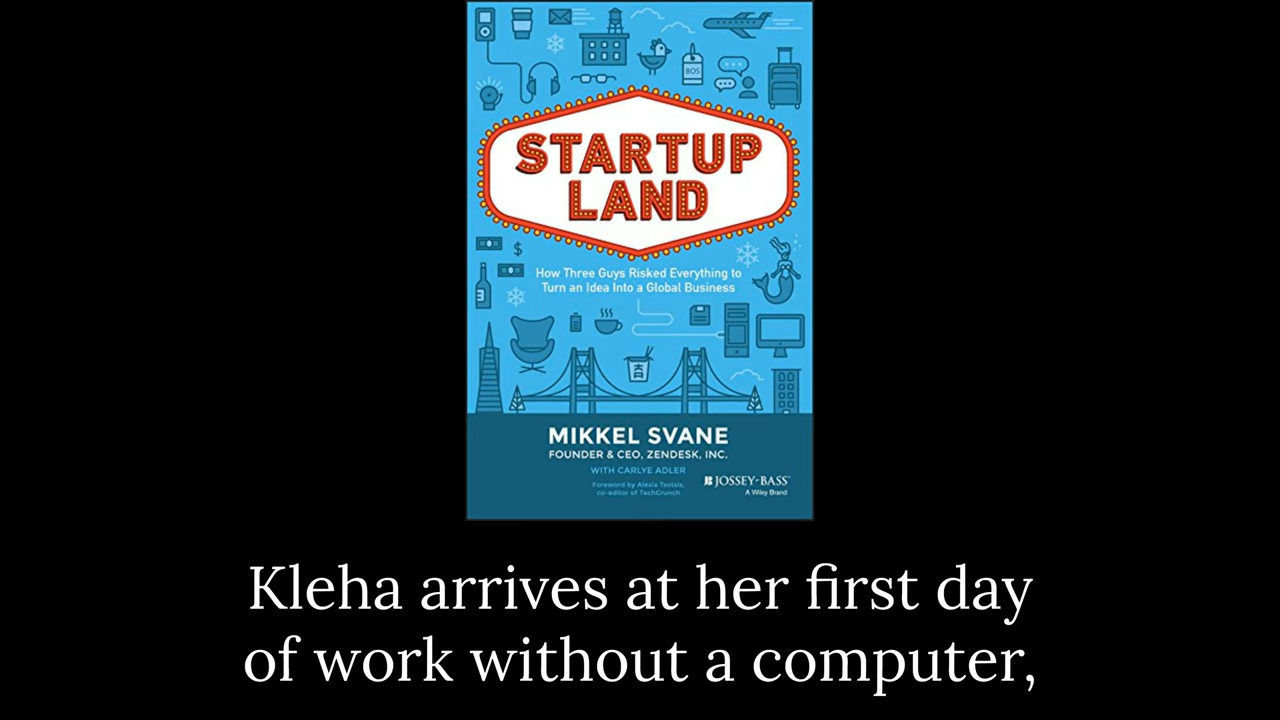 BOS
STARTUP
LAND
$
How Three Guys Risked Everything to
Turn an Idea Into a Global Business
MIKKEL SVANE
FOUNDER & CEO, ZENDESK, INC.
WITH CARLYE ADLER
Foreword by Alexia Tsotsis,
co-editor of TechCrunch
JOSSEY-BASS™
A Wiley Brand
Kleha arrives at her first day
of work without a computer,